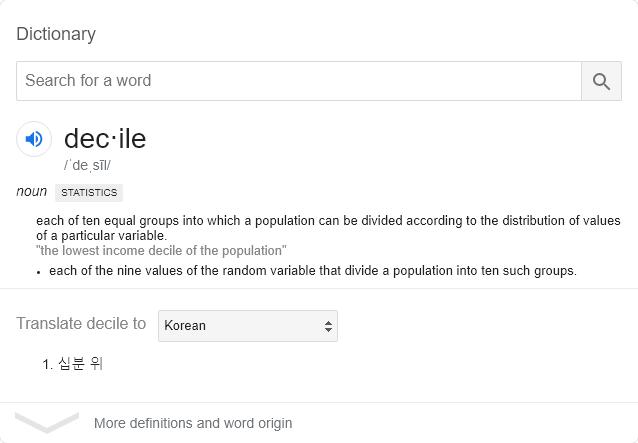 Dictionary
Search for a word
dec·ile
/ˈdeˌsīl/
noun STATISTICS
each of ten equal groups into which a population can be divided according to the distribution of values
of a particular variable.
"the lowest income decile of the population"
• each of the nine values of the random variable that divide a population into ten such groups.
Translate decile to Korean
1. 십분 위
More definitions and word origin